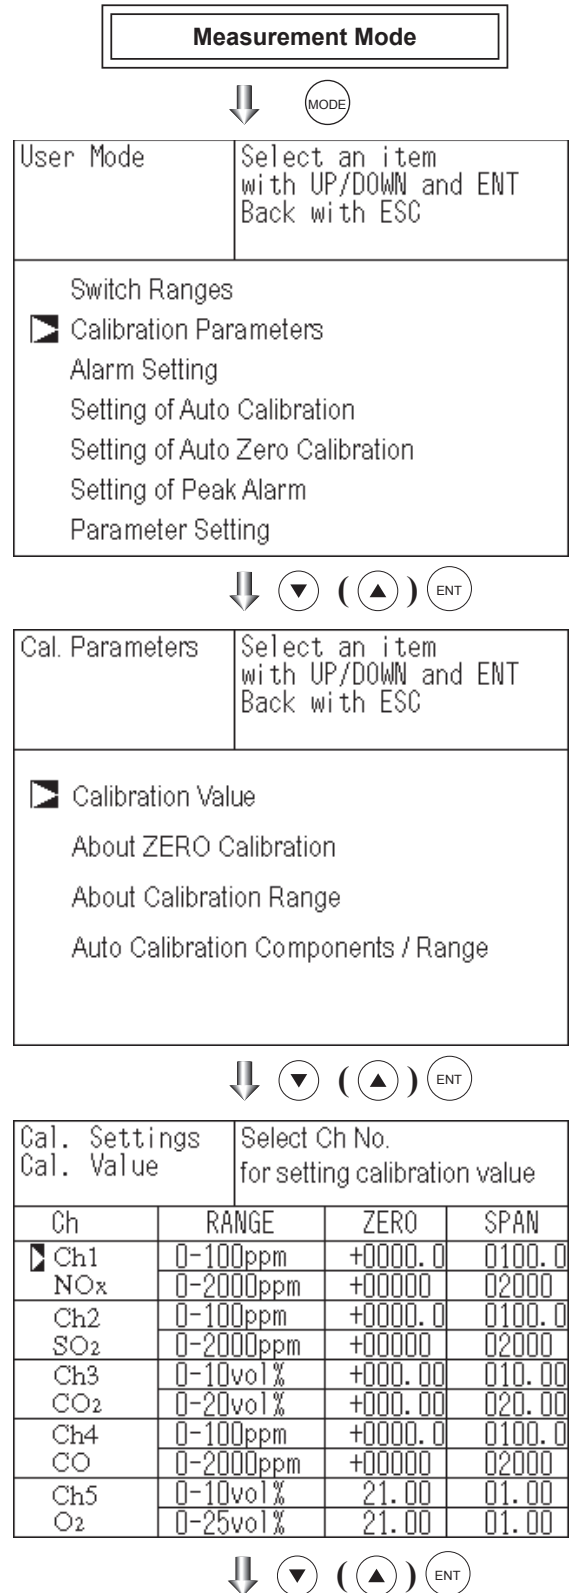 Measurement Mode
MODE
User Mode
Select an item
with UP/DOWN and ENT
Back with ESC
Switch Ranges
Calibration Parameters
Alarm Setting
Setting of Auto Calibration
Setting of Auto Zero Calibration
Setting of Peak Alarm
Parameter Setting
( ) ENT
Cal. Parameters
Select an item
with UP/DOWN and ENT
Back with ESC
Calibration Value
About ZERO Calibration
About Calibration Range
Auto Calibration Components / Range
( ) ENT
Cal. Settings
Cal. Value
Select Ch No.
for setting calibration value
Ch RANGE ZERO SPAN
Ch1 0-100ppm +0000.0 0100.0
NOx 0-2000ppm +00000 02000
Ch2 0-100ppm +0000.0 0100.0
SO2 0-2000ppm +00000 02000
Ch3 0-10vol% +000.00 010.00
CO2 0-20vol% +000.00 020.00
Ch4 0-100ppm +0000.0 0100.0
CO 0-2000ppm +00000 02000
Ch5 0-10vol% 21.00 01.00
O2 0-25vol% 21.00 01.00
( ) ENT